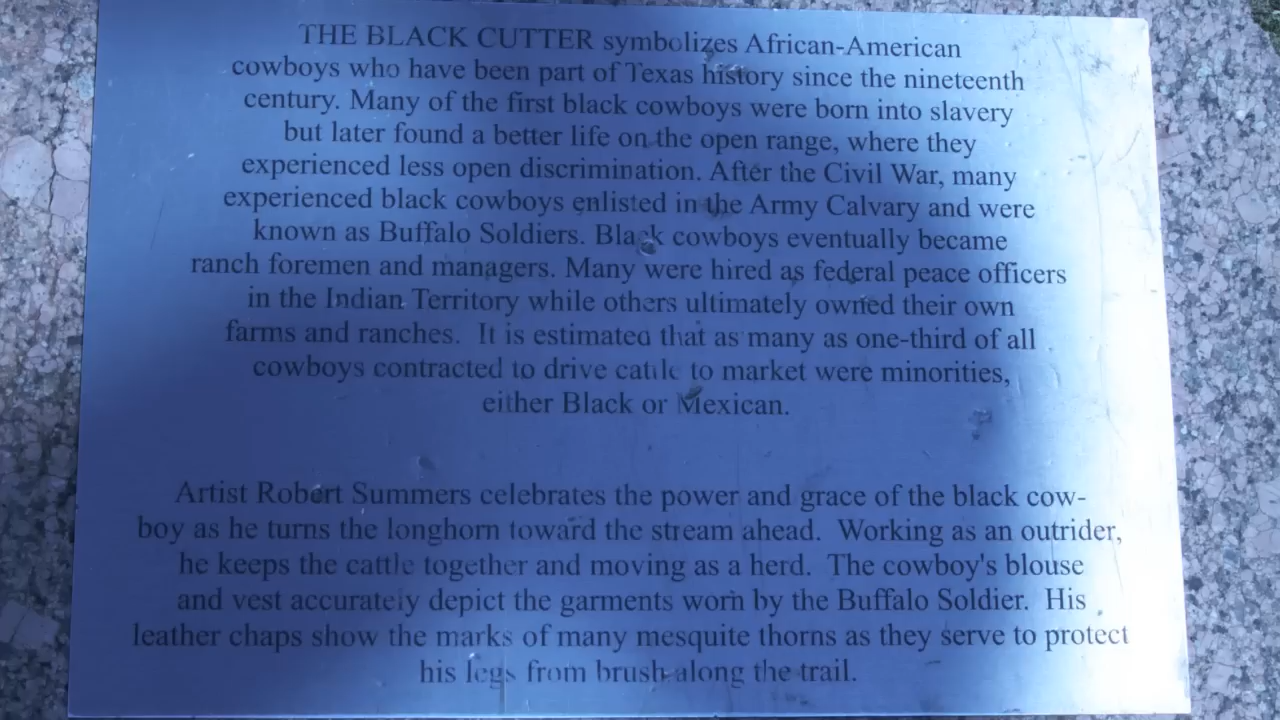 THE BLACK CUTTER symbolizes African-American
cowboys who have been part of Texas history since the nineteenth
century. Many of the first black cowboys were born into slavery
but later found a better life on the open range, where they
experienced less open discrimination. After the Civil War, many
experienced black cowboys enlisted in the Army Calvary and were
known as Buffalo Soldiers. Black cowboys eventually became
ranch foremen and managers. Many were hired as federal peace officers
in the Indian Territory while others ultimately owned their own
farms and ranches. It is estimated that as many as one-third of all
cowboys contracted to drive cattle to market were minorities,
either Black or Mexican.
Artist Robert Summers celebrates the power and grace of the black cow-
boy as he turns the longhorn toward the stream ahead. Working as an outrider,
he keeps the cattle together and moving as a herd. The cowboy's blouse
and vest accurately depict the garments worn by the Buffalo Soldier. His
leather chaps show the marks of many mesquite thorns as they serve to protect
his legs from brush along the trail.